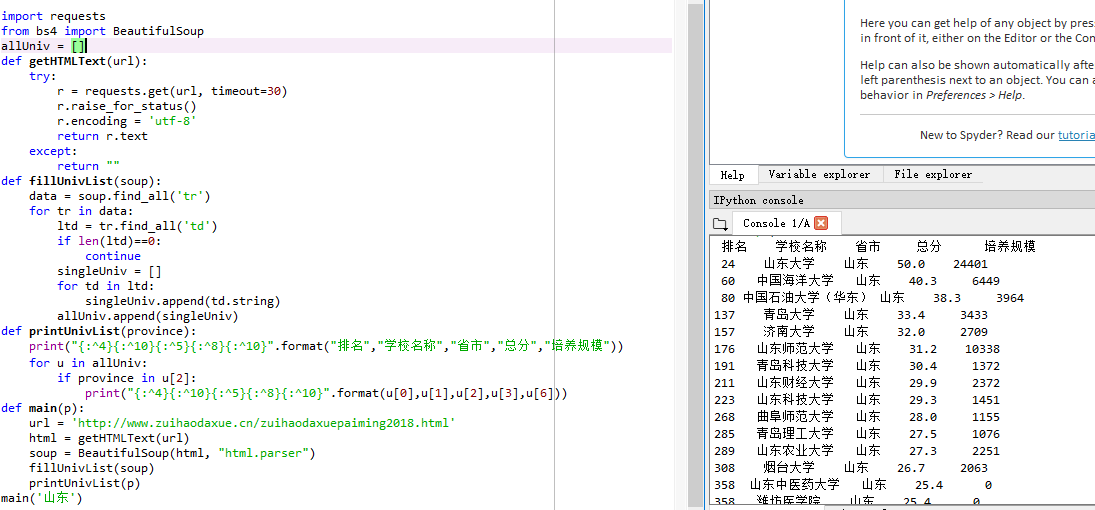 import requests
from bs4 import BeautifulSoup
allUniv = []
def getHTMLText(url):
    try:
        r = requests.get(url, timeout=30)
        r.raise_for_status()
        r.encoding = 'utf-8'
        return r.text
    except:
        return ""
def fillUnivList(soup):
    data = soup.find_all('tr')
    for tr in data:
        ltd = tr.find_all('td')
        if len(ltd)==0:
            continue
        singleUniv = []
        for td in ltd:
            singleUniv.append(td.string)
        allUniv.append(singleUniv)
def printUnivList(province):
    print("{:^4}{:^10}{:^5}{:^8}{:^10}".format("排名","学校名称","省市","总分","培养规模"))
    for u in allUniv:
        if province in u[2]:
            print("{:^4}{:^10}{:^5}{:^8}{:^10}".format(u[0],u[1],u[2],u[3],u[6]))
def main(p):
    url = 'http://www.zuihaodaxue.cn/zuihaodaxuepaiming2018.html'
    html = getHTMLText(url)
    soup = BeautifulSoup(html, "html.parser")
    fillUnivList(soup)
    printUnivList(p)
main('山东')
Here you can get help of any object by pres
in front of it, either on the Editor or the Con
Help can also be shown automatically afte
left parenthesis next to an object. You can a
behavior in Preferences > Help.
New to Spyder? Read our tutoria
Help Variable explorer File explorer
IPython console
Console 1/A
排名 学校名称 省市 总分 培养规模
24 山东大学 山东 50.0 24401
60 中国海洋大学 山东 40.3 6449
80 中国石油大学（华东） 山东 38.3 3964
137 青岛大学 山东 33.4 3433
157 济南大学 山东 32.0 2709
176 山东师范大学 山东 31.2 10338
191 青岛科技大学 山东 30.4 1372
211 山东财经大学 山东 29.9 2372
223 山东科技大学 山东 29.3 1451
268 曲阜师范大学 山东 28.0 1155
285 青岛理工大学 山东 27.5 1076
289 山东农业大学 山东 27.3 2251
308 烟台大学 山东 26.7 2063
358 山东中医药大学 山东 25.4 0
358 潍坊医学院 山东 25.4 0